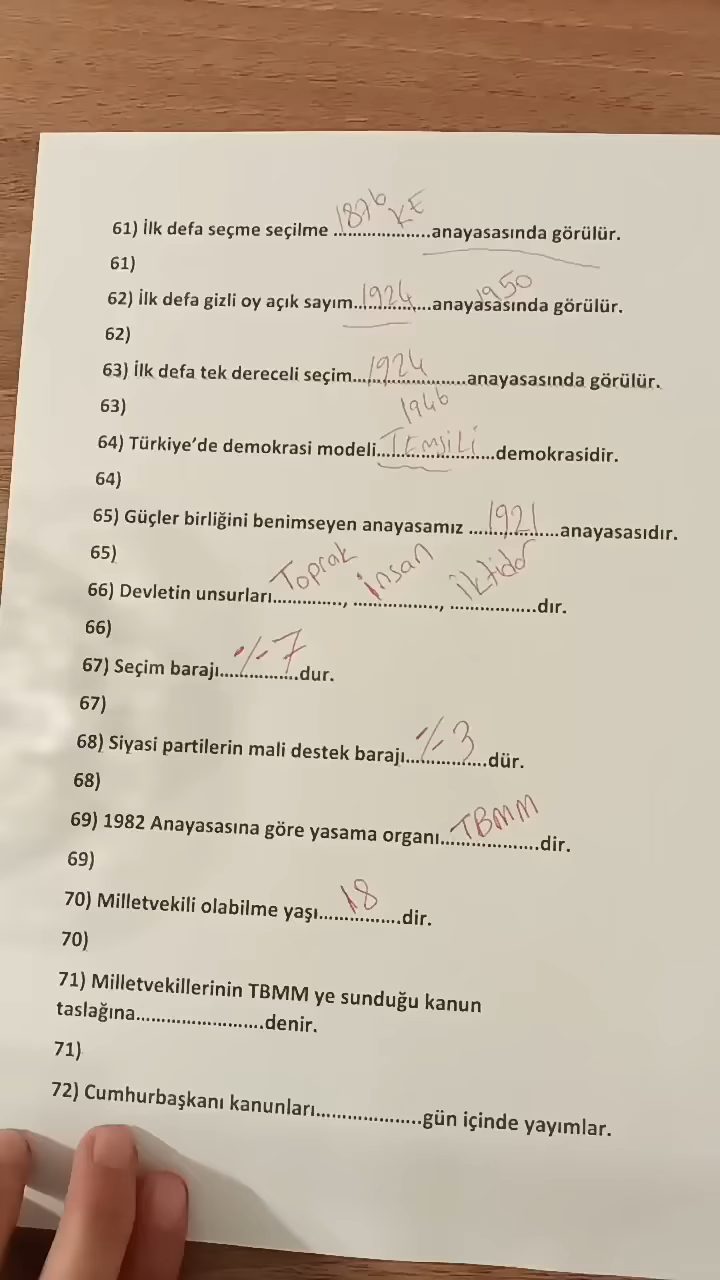 61) İlk defa seçme seçilme 1876 KE anayasasında görülür.
61)
62) İlk defa gizli oy açık sayım 1924 anayasasında görülür. 1950
62)
63) İlk defa tek dereceli seçim 1924 anayasasında görülür.
63) 1946
64) Türkiye'de demokrasi modeli TEMSİLİ demokrasidir.
64)
65) Güçler birliğini benimseyen anayasamız 1921 anayasasıdır.
65)
66) Devletin unsurları Toprak, İnsan, İktidar dır.
66)
67) Seçim barajı %7 dur.
67)
68) Siyasi partilerin mali destek barajı %3 dür.
68)
69) 1982 Anayasasına göre yasama organı TBMM dir.
69)
70) Milletvekili olabilme yaşı 18 dir.
70)
71) Milletvekillerinin TBMM ye sunduğu kanun
taslağına.........................denir.
71)
72) Cumhurbaşkanı kanunları....................gün içinde yayımlar.